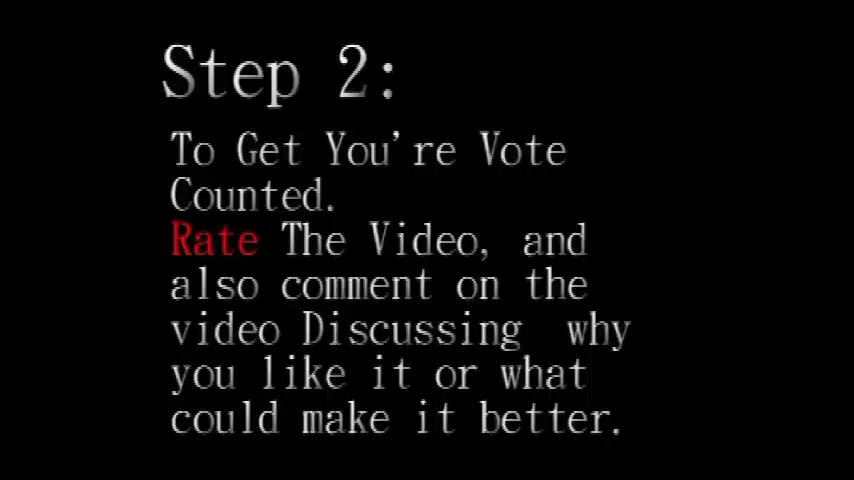 Step 2:
To Get You're Vote
Counted.
Rate The Video, and
also comment on the
video Discussing  why
you like it or what
could make it better.